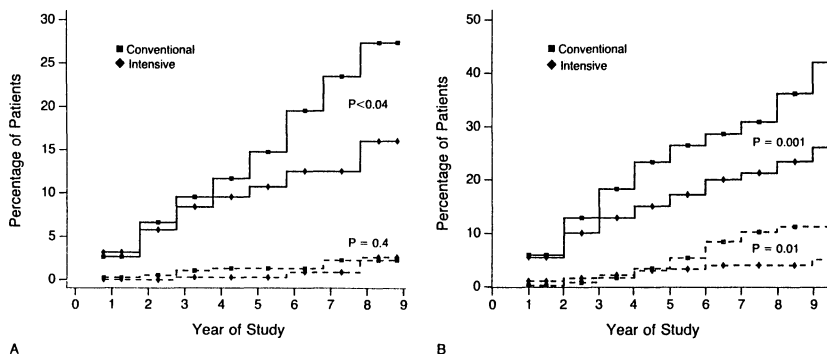 30
25
20
15
10
5
0
Percentage of Patients
■ Conventional
◆ Intensive
P<0.04
P = 0.4
0 1 2 3 4 5 6 7 8 9
Year of Study
A
50
40
30
20
10
0
Percentage of Patients
■ Conventional
◆ Intensive
P = 0.001
P = 0.01
0 1 2 3 4 5 6 7 8 9
Year of Study
B